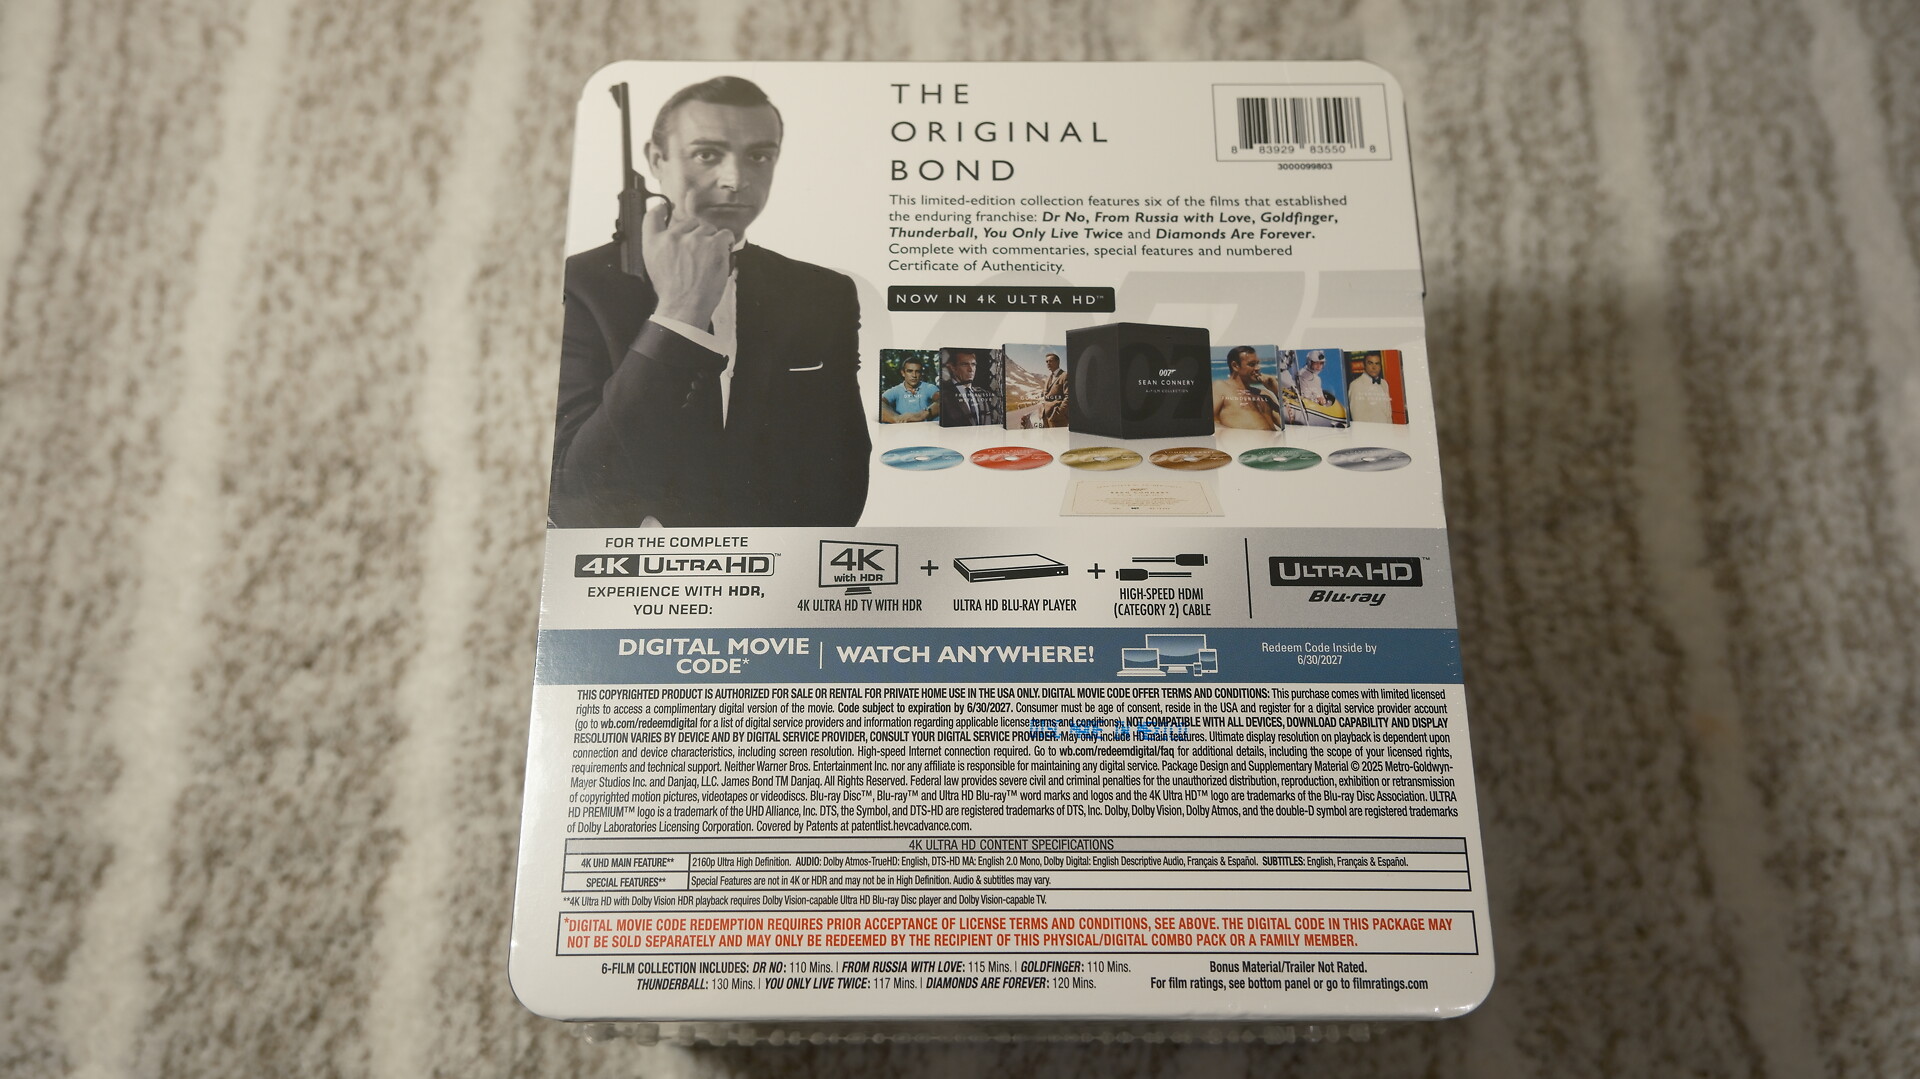 THE
ORIGINAL
BOND
8 83929 83550 8
3000099803
This limited-edition collection features six of the films that established
the enduring franchise: Dr No, From Russia with Love, Goldfinger,
Thunderball, You Only Live Twice and Diamonds Are Forever.
Complete with commentaries, special features and numbered
Certificate of Authenticity.
NOW IN 4K ULTRA HD™
007
SEAN CONNERY
6-FILM COLLECTION
FOR THE COMPLETE
4K ULTRA HD™
EXPERIENCE WITH HDR,
YOU NEED:
4K
with HDR
4K ULTRA HD TV WITH HDR
+
ULTRA HD BLU-RAY PLAYER
+
HIGH-SPEED HDMI
(CATEGORY 2) CABLE
ULTRA HD™
Blu-ray
DIGITAL MOVIE
CODE*
WATCH ANYWHERE!
Redeem Code Inside by
6/30/2027
THIS COPYRIGHTED PRODUCT IS AUTHORIZED FOR SALE OR RENTAL FOR PRIVATE HOME USE IN THE USA ONLY. DIGITAL MOVIE CODE OFFER TERMS AND CONDITIONS: This purchase comes with limited licensed
rights to access a complimentary digital version of the movie. Code subject to expiration by 6/30/2027. Consumer must be age of consent, reside in the USA and register for a digital service provider account
(go to wb.com/redeemdigital for a list of digital service providers and information regarding applicable license terms and conditions). NOT COMPATIBLE WITH ALL DEVICES, DOWNLOAD CAPABILITY AND DISPLAY
RESOLUTION VARIES BY DEVICE AND BY DIGITAL SERVICE PROVIDER, CONSULT YOUR DIGITAL SERVICE PROVIDER. May only include HD main features. Ultimate display resolution on playback is dependent upon
connection and device characteristics, including screen resolution. High-speed Internet connection required. Go to wb.com/redeemdigital/faq for additional details, including the scope of your licensed rights,
requirements and technical support. Neither Warner Bros. Entertainment Inc. nor any affiliate is responsible for maintaining any digital service. Package Design and Supplementary Material © 2025 Metro-Goldwyn-
Mayer Studios Inc. and Danjaq, LLC. James Bond TM Danjaq. All Rights Reserved. Federal law provides severe civil and criminal penalties for the unauthorized distribution, reproduction, exhibition or retransmission
of copyrighted motion pictures, videotapes or videodiscs. Blu-ray Disc™, Blu-ray™ and Ultra HD Blu-ray™ word marks and logos and the 4K Ultra HD™ logo are trademarks of the Blu-ray Disc Association. ULTRA
HD PREMIUM™ logo is a trademark of the UHD Alliance, Inc. DTS, the Symbol, and DTS-HD are registered trademarks of DTS, Inc. Dolby, Dolby Vision, Dolby Atmos, and the double-D symbol are registered trademarks
of Dolby Laboratories Licensing Corporation. Covered by Patents at patentlist.hevcadvance.com.
4K ULTRA HD CONTENT SPECIFICATIONS
4K UHD MAIN FEATURE** 2160p Ultra High Definition. AUDIO: Dolby Atmos-TrueHD: English, DTS-HD MA: English 2.0 Mono, Dolby Digital: English Descriptive Audio, Français & Español. SUBTITLES: English, Français & Español.
SPECIAL FEATURES** Special Features are not in 4K or HDR and may not be in High Definition. Audio & subtitles may vary.
**4K Ultra HD with Dolby Vision HDR playback requires Dolby Vision-capable Ultra HD Blu-ray Disc player and Dolby Vision-capable TV.
*DIGITAL MOVIE CODE REDEMPTION REQUIRES PRIOR ACCEPTANCE OF LICENSE TERMS AND CONDITIONS, SEE ABOVE. THE DIGITAL CODE IN THIS PACKAGE MAY
NOT BE SOLD SEPARATELY AND MAY ONLY BE REDEEMED BY THE RECIPIENT OF THIS PHYSICAL/DIGITAL COMBO PACK OR A FAMILY MEMBER.
6-FILM COLLECTION INCLUDES: DR NO: 110 Mins. | FROM RUSSIA WITH LOVE: 115 Mins. | GOLDFINGER: 110 Mins.
THUNDERBALL: 130 Mins. | YOU ONLY LIVE TWICE: 117 Mins. | DIAMONDS ARE FOREVER: 120 Mins.
Bonus Material/Trailer Not Rated.
For film ratings, see bottom panel or go to filmratings.com